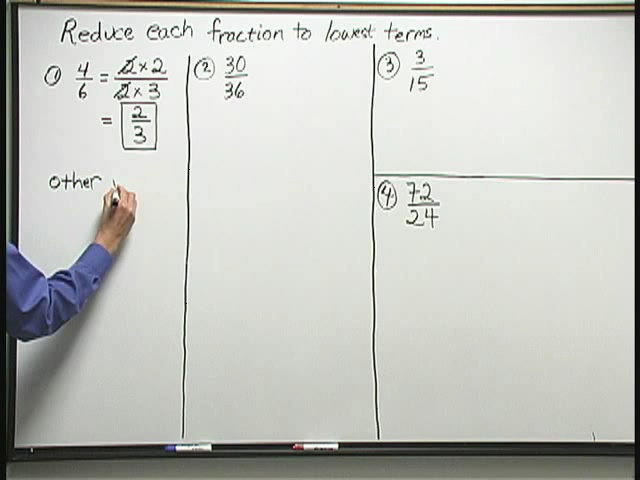 Reduce each fraction to lowest terms.
① 4/6 = 2 × 2 / 2 × 3
= 2/3
other
② 30/36
③ 3/15
④ 72/24